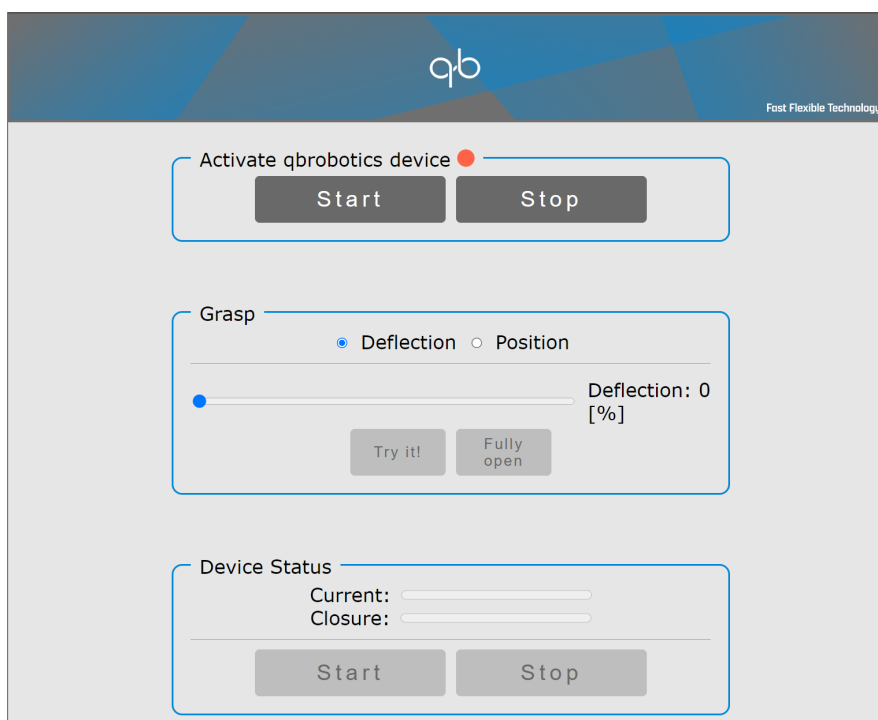 qb
Fast Flexible Technology
Activate qbrobotics device
Start Stop
Grasp
Deflection Position
Deflection: 0
[%]
Try it! Fully
open
Device Status
Current:
Closure:
Start Stop